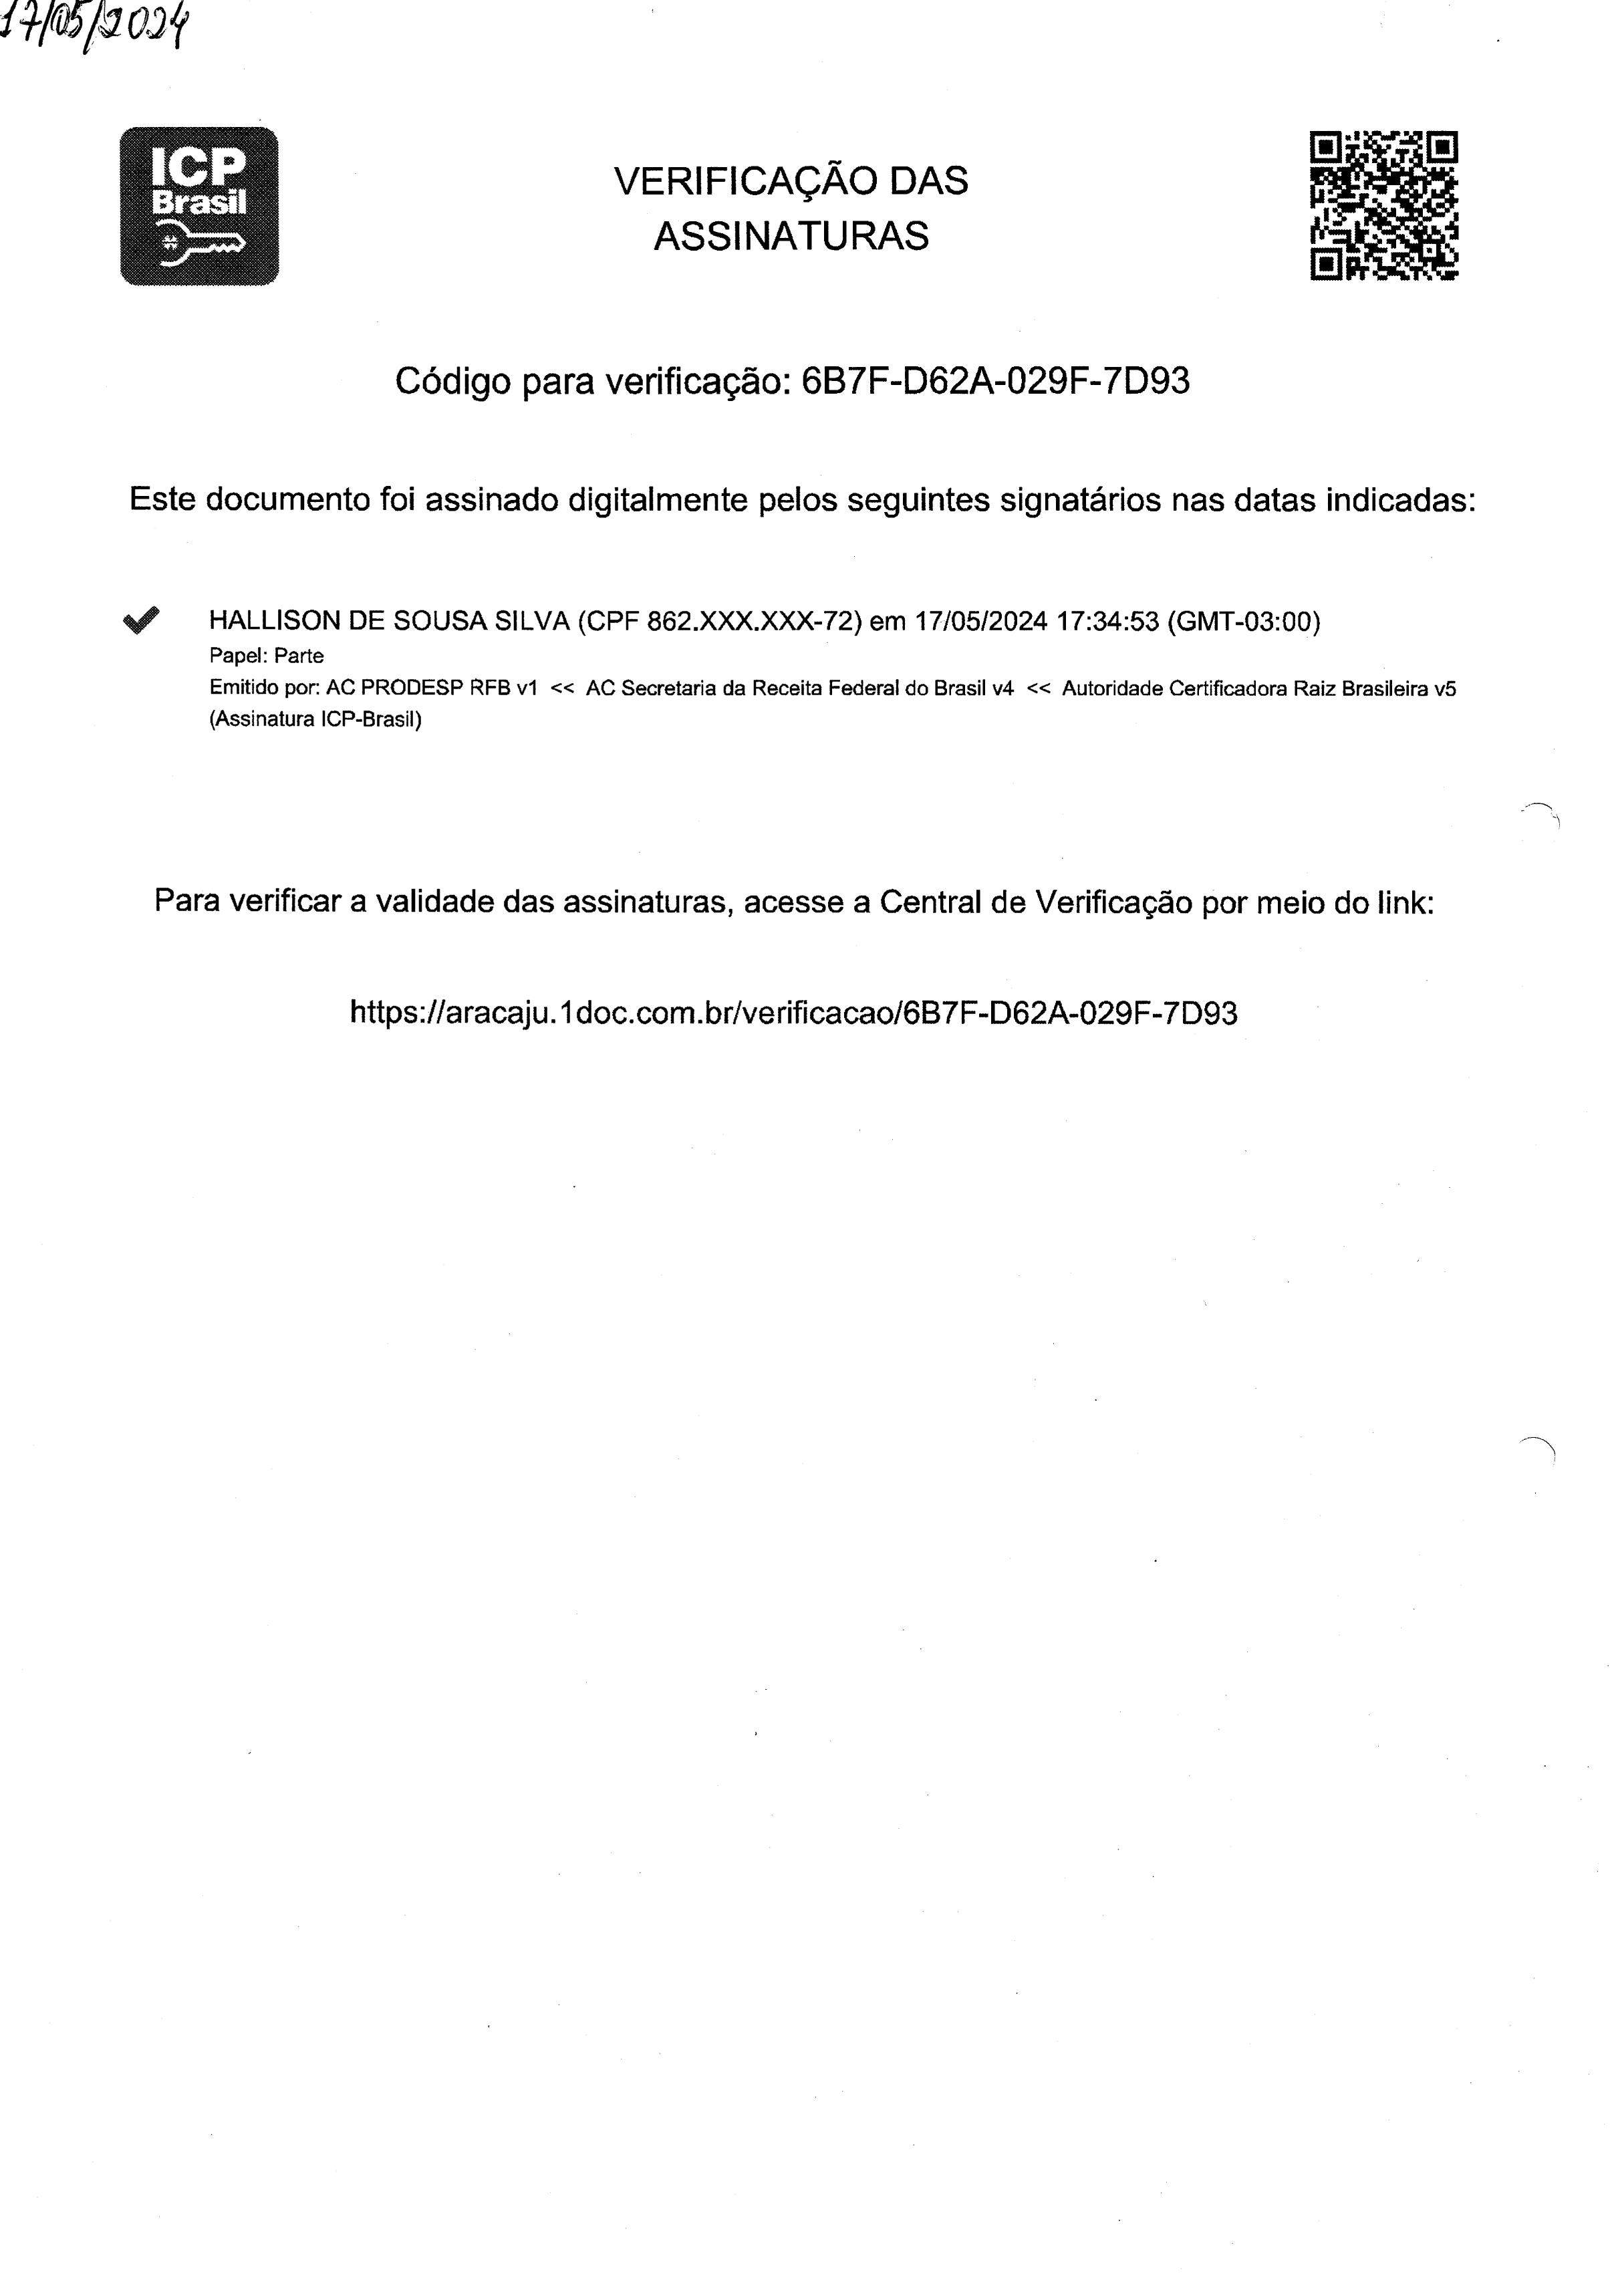 17/05/2024
ICP
Brasil
VERIFICAÇÃO DAS
ASSINATURAS
Código para verificação: 6B7F-D62A-029F-7D93
Este documento foi assinado digitalmente pelos seguintes signatários nas datas indicadas:
HALLISON DE SOUSA SILVA (CPF 862.XXX.XXX-72) em 17/05/2024 17:34:53 (GMT-03:00)
Papel: Parte
Emitido por: AC PRODESP RFB v1 << AC Secretaria da Receita Federal do Brasil v4 << Autoridade Certificadora Raiz Brasileira v5
(Assinatura ICP-Brasil)
Para verificar a validade das assinaturas, acesse a Central de Verificação por meio do link:
https://aracaju.1doc.com.br/verificacao/6B7F-D62A-029F-7D93